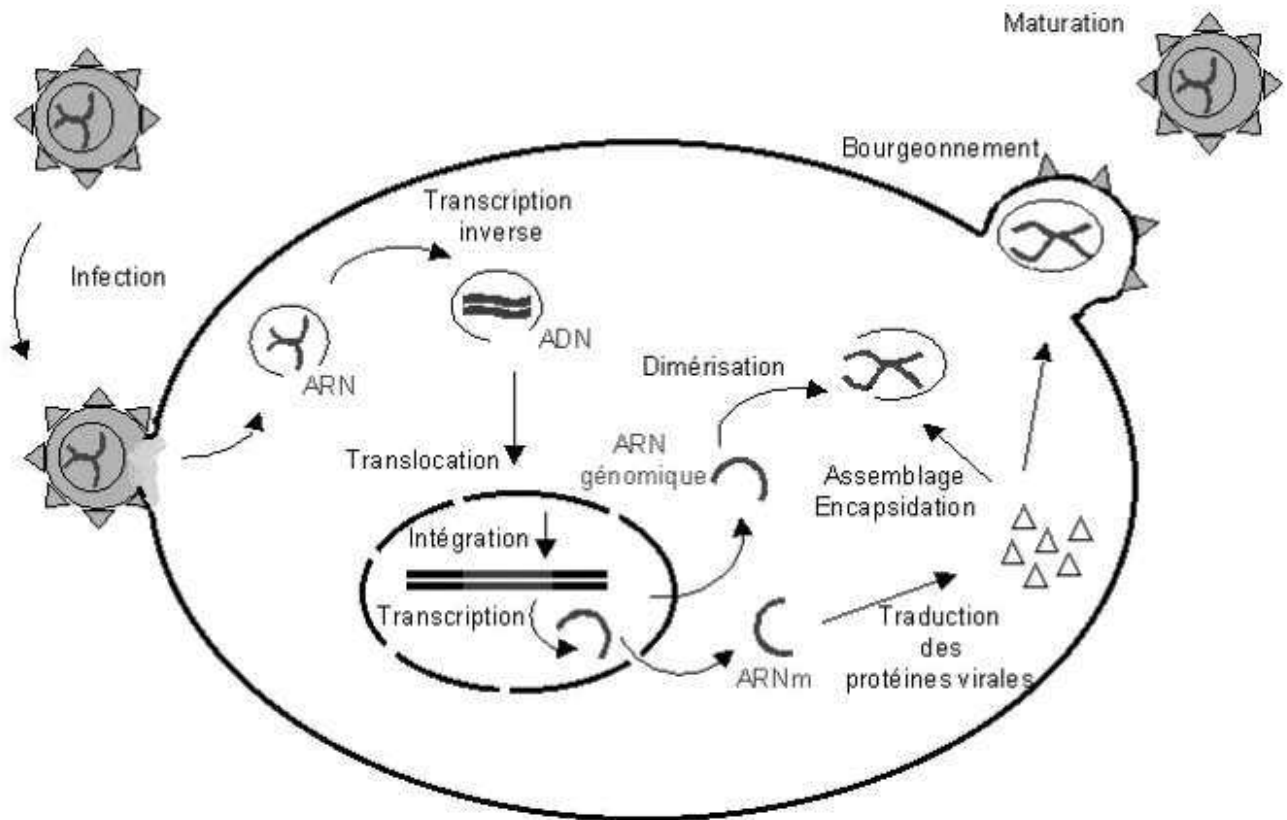 Maturation
Bourgeonnement
Transcription
inverse
Infection
ARN
ADN
Dimérisation
Translocation
ARN
génomique
Assemblage
Encapsidation
Intégration
Transcription
ARNm
Traduction
des
protéines virales